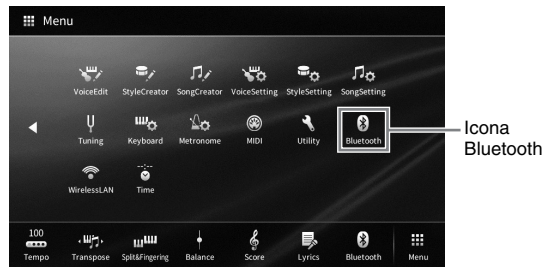 Menu
VoiceEdit StyleCreator SongCreator VoiceSetting StyleSetting SongSetting
Tuning Keyboard Metronome MIDI Utility Bluetooth
Icona
Bluetooth
WirelessLAN Time
100
Tempo Transpose Split&Fingering Balance Score Lyrics Bluetooth Menu